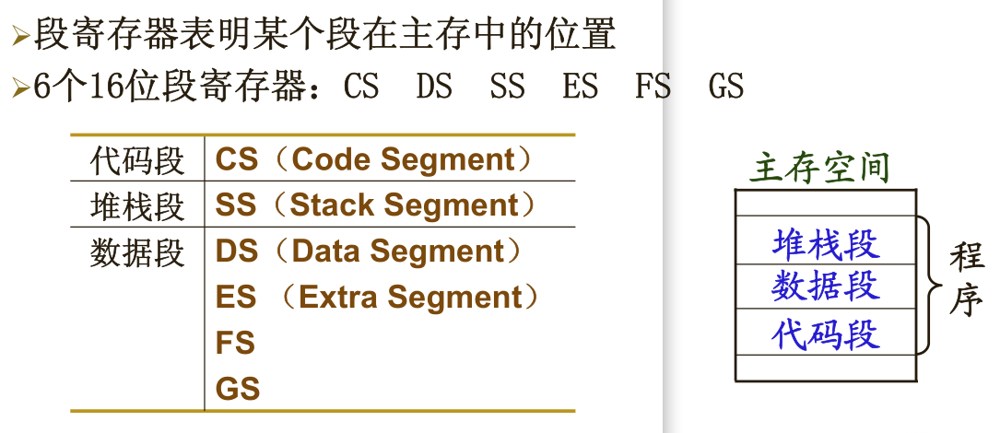 ➢段寄存器表明某个段在主存中的位置
➢6个16位段寄存器：CS DS SS ES FS GS
代码段 CS（Code Segment）
堆栈段 SS（Stack Segment）
数据段 DS（Data Segment）
ES （Extra Segment）
FS
GS
主存空间
堆栈段
数据段
代码段
程序